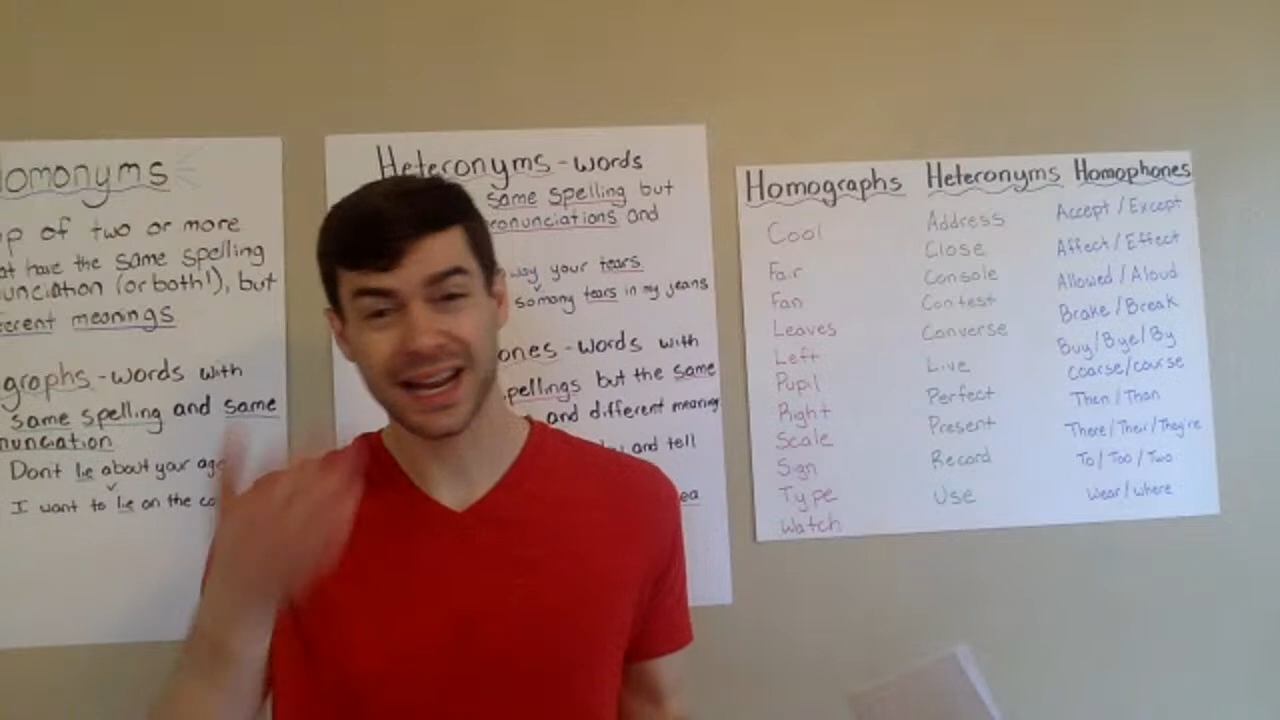 omonyms
p of two or more
at have the same spelling
unciation (or both!), but
erent meanings
graphs - words with
same spelling and same
nunciation
Dont lie about your age
I want to lie on the co
Heteronyms - words
same spelling but
ronunciations and
way your tears
so many tears in my jeans
ones - words with
pellings but the same
and different meaning
and tell
ea
Homographs
Cool
Fair
Fan
Leaves
Left
Pupil
Right
Scale
Sign
Type
Watch
Heteronyms
Address
Close
Console
Contest
Converse
Live
Perfect
Present
Record
Use
Homophones
Accept / Except
Affect / Effect
Allowed / Aloud
Brake / Break
Buy / Bye / By
coarse / course
Then / Than
There / Their / They're
To / Too / Two
Wear / Where